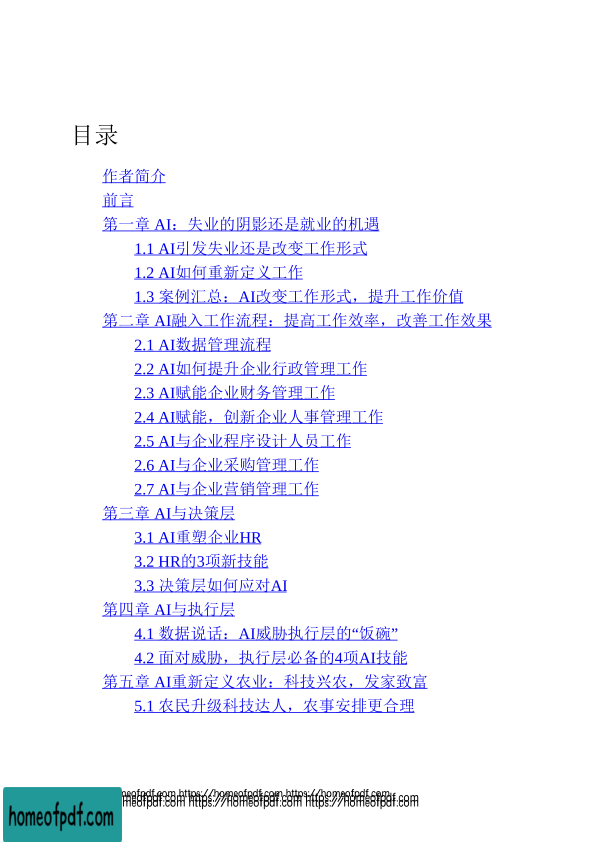 目录
作者简介
前言
第一章 AI：失业的阴影还是就业的机遇
1.1 AI引发失业还是改变工作形式
1.2 AI如何重新定义工作
1.3 案例汇总：AI改变工作形式，提升工作价值
第二章 AI融入工作流程：提高工作效率，改善工作效果
2.1 AI数据管理流程
2.2 AI如何提升企业行政管理工作
2.3 AI赋能企业财务管理工作
2.4 AI赋能，创新企业人事管理工作
2.5 AI与企业程序设计人员工作
2.6 AI与企业采购管理工作
2.7 AI与企业营销管理工作
第三章 AI与决策层
3.1 AI重塑企业HR
3.2 HR的3项新技能
3.3 决策层如何应对AI
第四章 AI与执行层
4.1 数据说话：AI威胁执行层的“饭碗”
4.2 面对威胁，执行层必备的4项AI技能
第五章 AI重新定义农业：科技兴农，发家致富
5.1 农民升级科技达人，农事安排更合理
homeofpdf.com https://homeofpdf.com https://homeofpdf.com
homeofpdf.com https://homeofpdf.com https://homeofpdf.com
homeofpdf.com